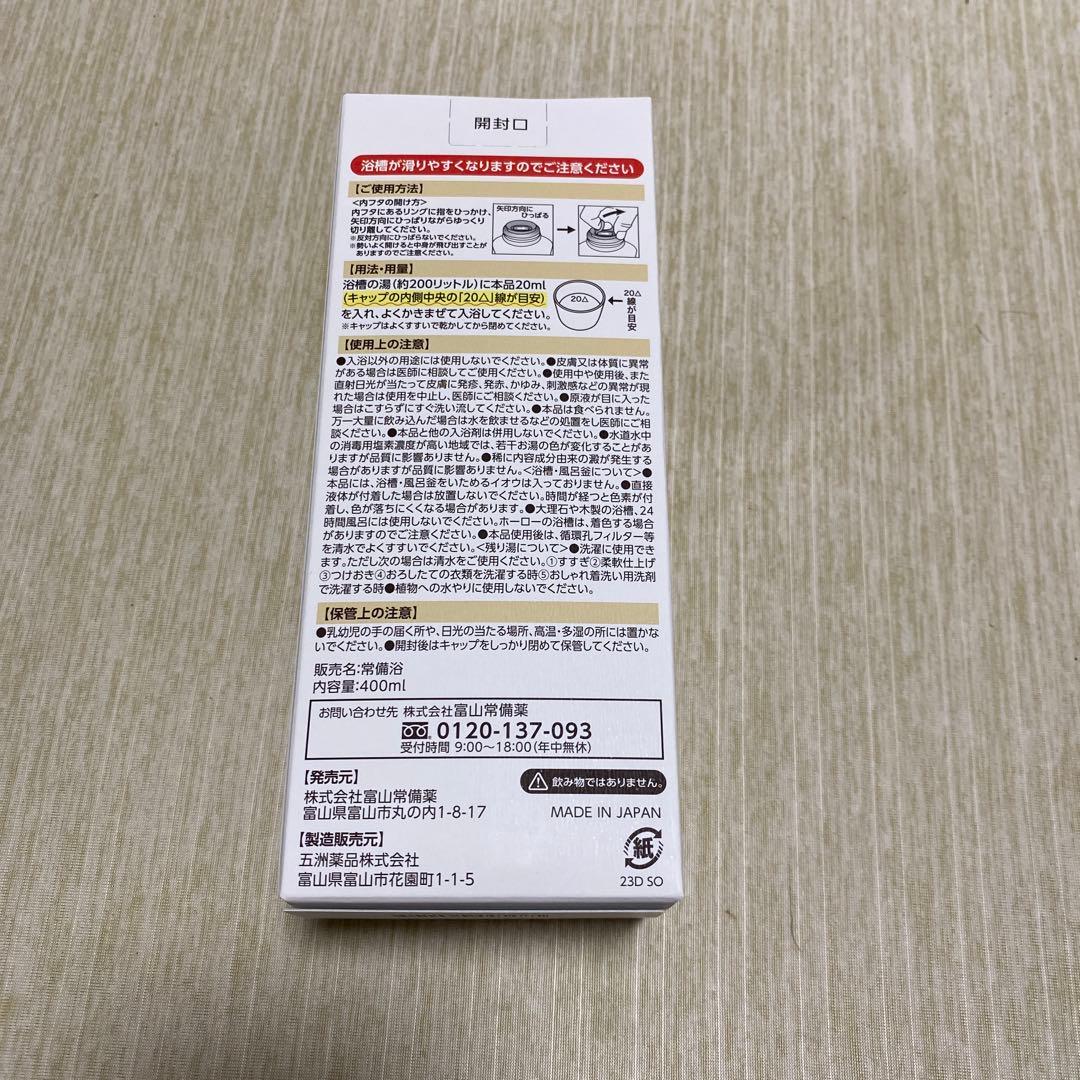 開封口
浴槽が滑りやすくなりますのでご注意ください
【ご使用方法】
<内フタの開け方>
内フタにあるリングに指をひっかけ、
矢印方向にひっぱりながらゆっくり
切り離してください。
※反対方向にひっぱらないでください。
※勢いよく開けると中身が飛び出すことが
ありますのでご注意ください。
矢印方向に
ひっぱる
【用法・用量】
浴槽の湯(約200リットル)に本品20ml
(キャップの内側中央の「20△」線が目安)
を入れ、よくかきまぜて入浴してください。
※キャップはよくすすいで乾かしてから閉めてください。
20△
20△
線が目安
【使用上の注意】
●入浴以外の用途には使用しないでください。●皮膚又は体質に異常
がある場合は医師に相談してご使用ください。●使用中や使用後、また
直射日光が当たって皮膚に発疹、発赤、かゆみ、刺激感などの異常が現
れた場合は使用を中止し、医師にご相談ください。●原液が目に入った
場合はこすらずにすぐ洗い流してください。●本品は食べられません。
万一大量に飲み込んだ場合は水を飲ませるなどの処置をし医師にご相
談ください。●本品と他の入浴剤は併用しないでください。●水道水中
の消毒用塩素濃度が高い地域では、若干お湯の色が変化することがあ
りますが品質に影響ありません。●稀に内容成分由来の澱が発生する
場合がありますが品質に影響ありません。<浴槽・風呂釜について>●
本品には、浴槽・風呂釜をいためるイオウは入っておりません。●直接
液体が付着した場合は放置しないでください。時間が経つと色素が付
着し、色が落ちにくくなる場合があります。●大理石や木製の浴槽、24
時間風呂には使用しないでください。ホーローの浴槽は、着色する場合
がありますのでご注意ください。●本品使用後は、循環孔フィルター等
を清水でよくすすいでください。<残り湯について>●洗濯に使用でき
ます。ただし次の場合は清水をご使用ください。①すすぎ②柔軟仕上げ
③つけおき④おろしたての衣類を洗濯する時⑤おしゃれ着洗い用洗剤
で洗濯する時●植物への水やりに使用しないでください。
【保管上の注意】
●乳幼児の手の届く所や、日光の当たる場所、高温・多湿の所には置かな
いでください。●開封後はキャップをしっかり閉めて保管してください。
販売名:常備浴
内容量:400ml
お問い合わせ先 株式会社富山常備薬
0120-137-093
受付時間 9:00〜18:00(年中無休)
【発売元】
株式会社富山常備薬
富山県富山市丸の内1-8-17
飲み物ではありません。
MADE IN JAPAN
【製造販売元】
五洲薬品株式会社
富山県富山市花園町1-1-5
紙
23D SO